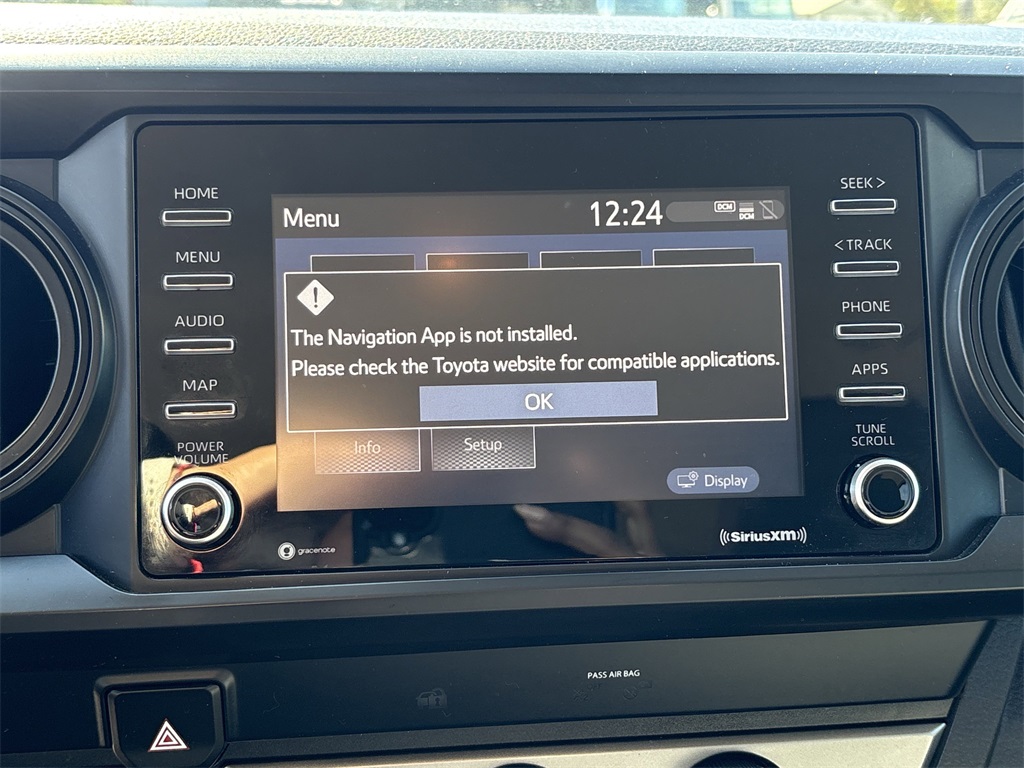 HOME
MENU
AUDIO
MAP
POWER
VOLUME
Menu
12:24
DCM
DCM
The Navigation App is not installed.
Please check the Toyota website for compatible applications.
OK
Info
Setup
Display
gracenote
((SiriusXM))
SEEK >
< TRACK
PHONE
APPS
TUNE
SCROLL
PASS AIR BAG